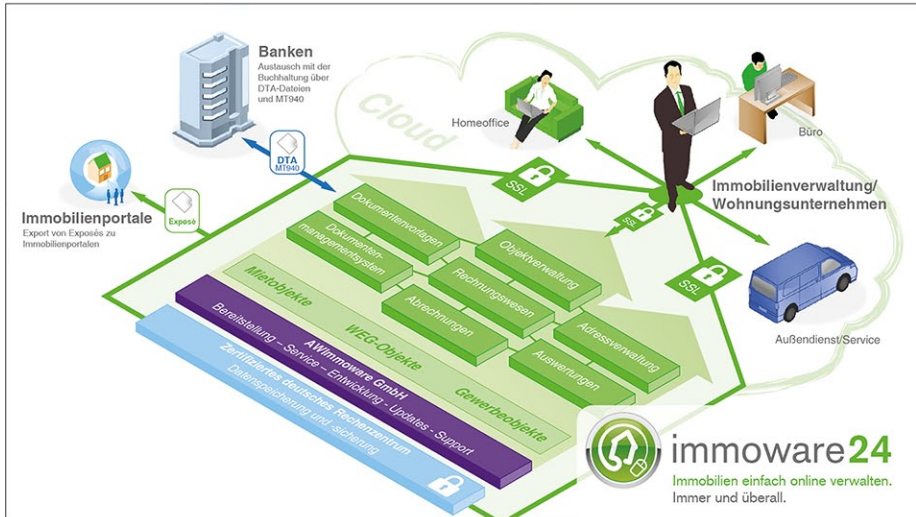 Banken
Austausch mit der
Buchhaltung über
DTA-Dateien
und MT940
Cloud
Homeoffice
Büro
DTA
MT940
SSL
Immobilienportale
Export von Exposés zu
Immobilienportalen
Exposé
SSL
Immobilienverwaltung/
Wohnungsunternehmen
SSL
Außendienst/Service
Dokumentenvorlagen
Objektverwaltung
Dokumenten-
managementsystem
Rechnungswesen
Adressverwaltung
Abrechnungen
Auswertungen
Mietobjekte
WEG-Objekte
Gewerbeobjekte
AWImmoware GmbH
Bereitstellung – Service – Entwicklung - Updates - Support
Zertifiziertes deutsches Rechenzentrum
Datenspeicherung und -sicherung
immoware24
Immobilien einfach online verwalten.
Immer und überall.